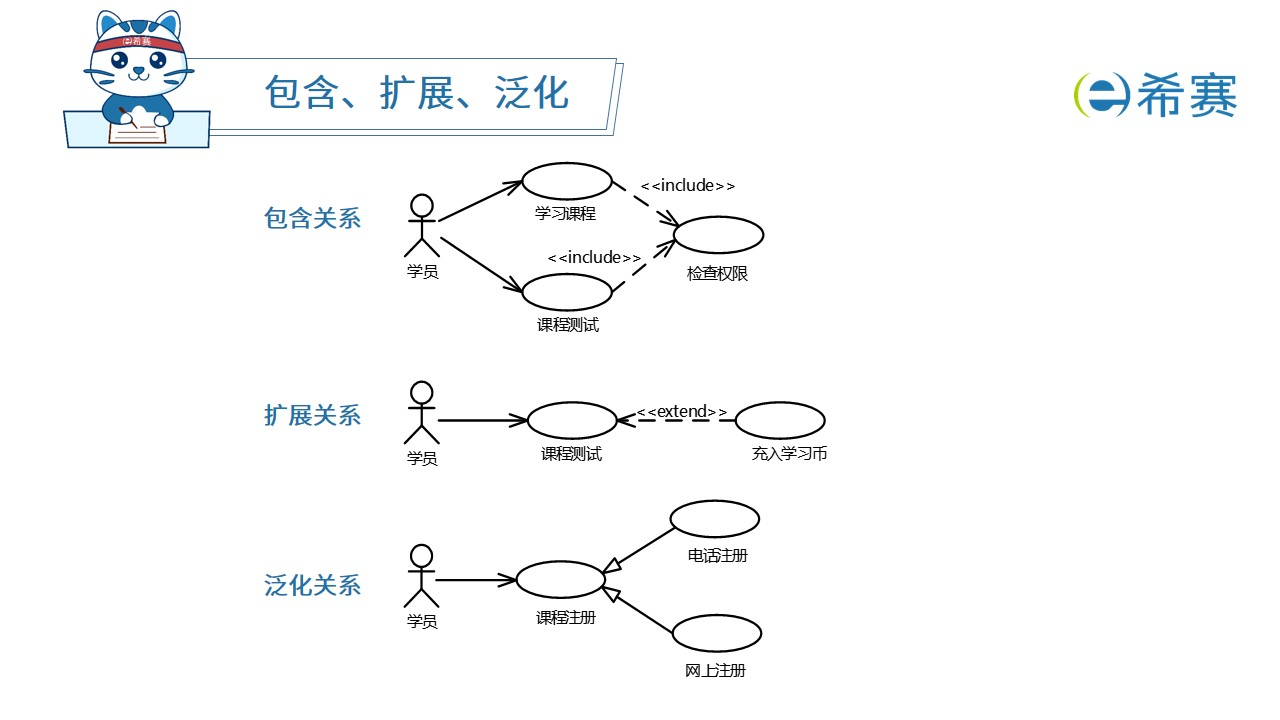 希赛
包含、扩展、泛化
希赛
包含关系
学员
学习课程
<<include>>
<<include>>
检查权限
课程测试
扩展关系
学员
课程测试
<<extend>>
充入学习币
泛化关系
学员
课程注册
电话注册
网上注册